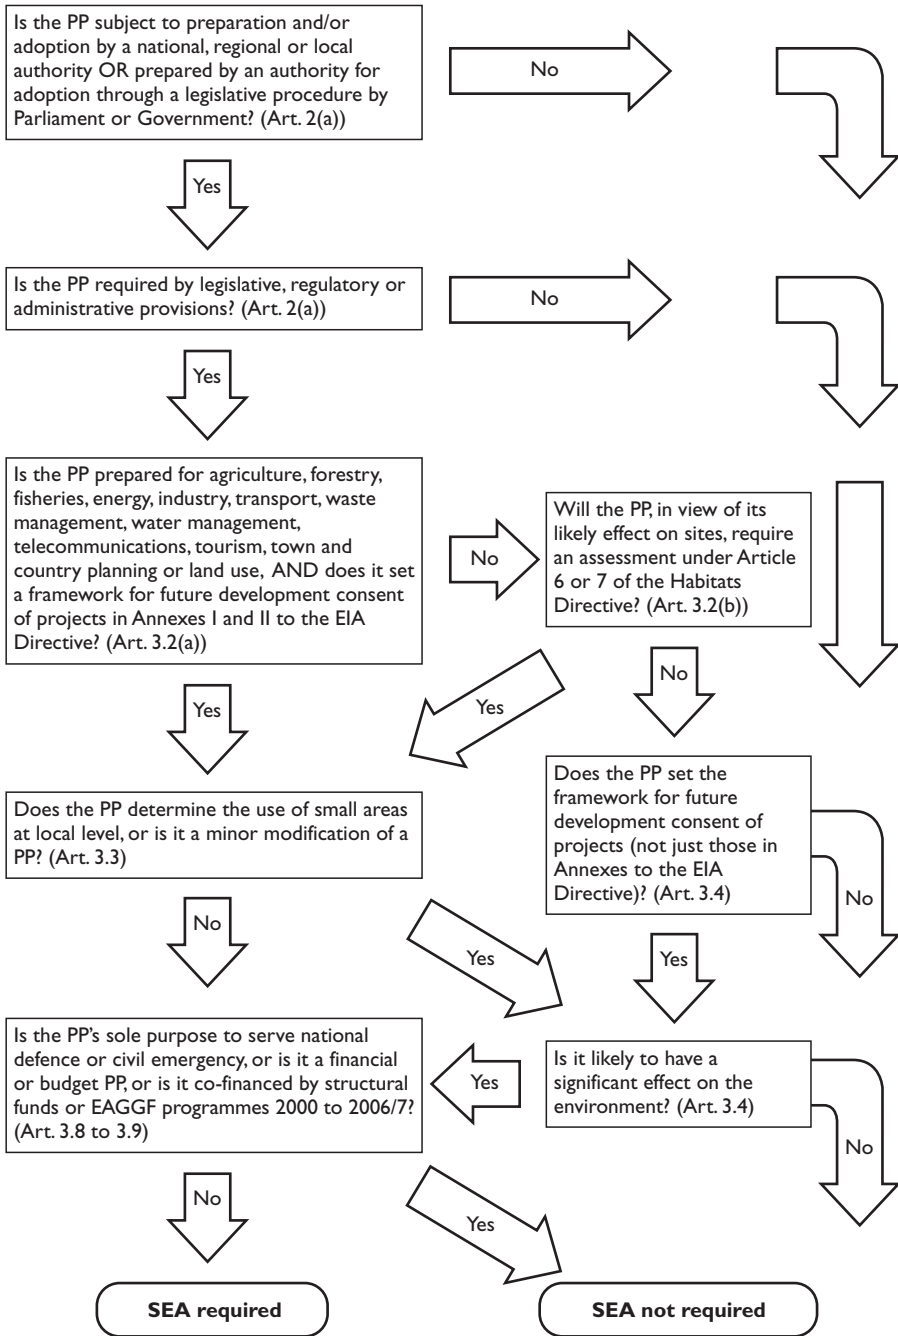 Is the PP subject to preparation and/or
adoption by a national, regional or local
authority OR prepared by an authority for
adoption through a legislative procedure by
Parliament or Government? (Art. 2(a))
No
Yes
Is the PP required by legislative, regulatory or
administrative provisions? (Art. 2(a))
No
Yes
Is the PP prepared for agriculture, forestry,
fisheries, energy, industry, transport, waste
management, water management,
telecommunications, tourism, town and
country planning or land use, AND does it set
a framework for future development consent
of projects in Annexes I and II to the EIA
Directive? (Art. 3.2(a))
No
Will the PP, in view of its
likely effect on sites, require
an assessment under Article
6 or 7 of the Habitats
Directive? (Art. 3.2(b))
Yes
Yes
No
Does the PP determine the use of small areas
at local level, or is it a minor modification of a
PP? (Art. 3.3)
Does the PP set the
framework for future
development consent of
projects (not just those in
Annexes to the EIA
Directive)? (Art. 3.4)
No
No
Yes
Yes
Is the PP's sole purpose to serve national
defence or civil emergency, or is it a financial
or budget PP, or is it co-financed by structural
funds or EAGGF programmes 2000 to 2006/7?
(Art. 3.8 to 3.9)
Yes
Is it likely to have a
significant effect on the
environment? (Art. 3.4)
No
No
Yes
SEA required
SEA not required